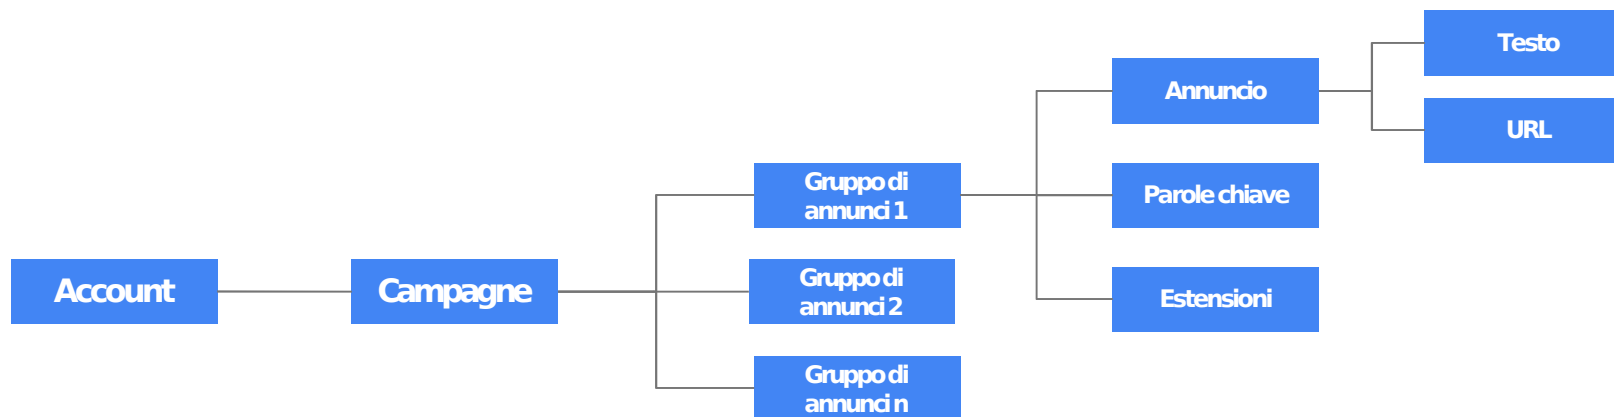 Account
Campagne
Gruppo di
annunci 1
Gruppo di
annunci 2
Gruppo di
annunci n
Annuncio
Parole chiave
Estensioni
Testo
URL